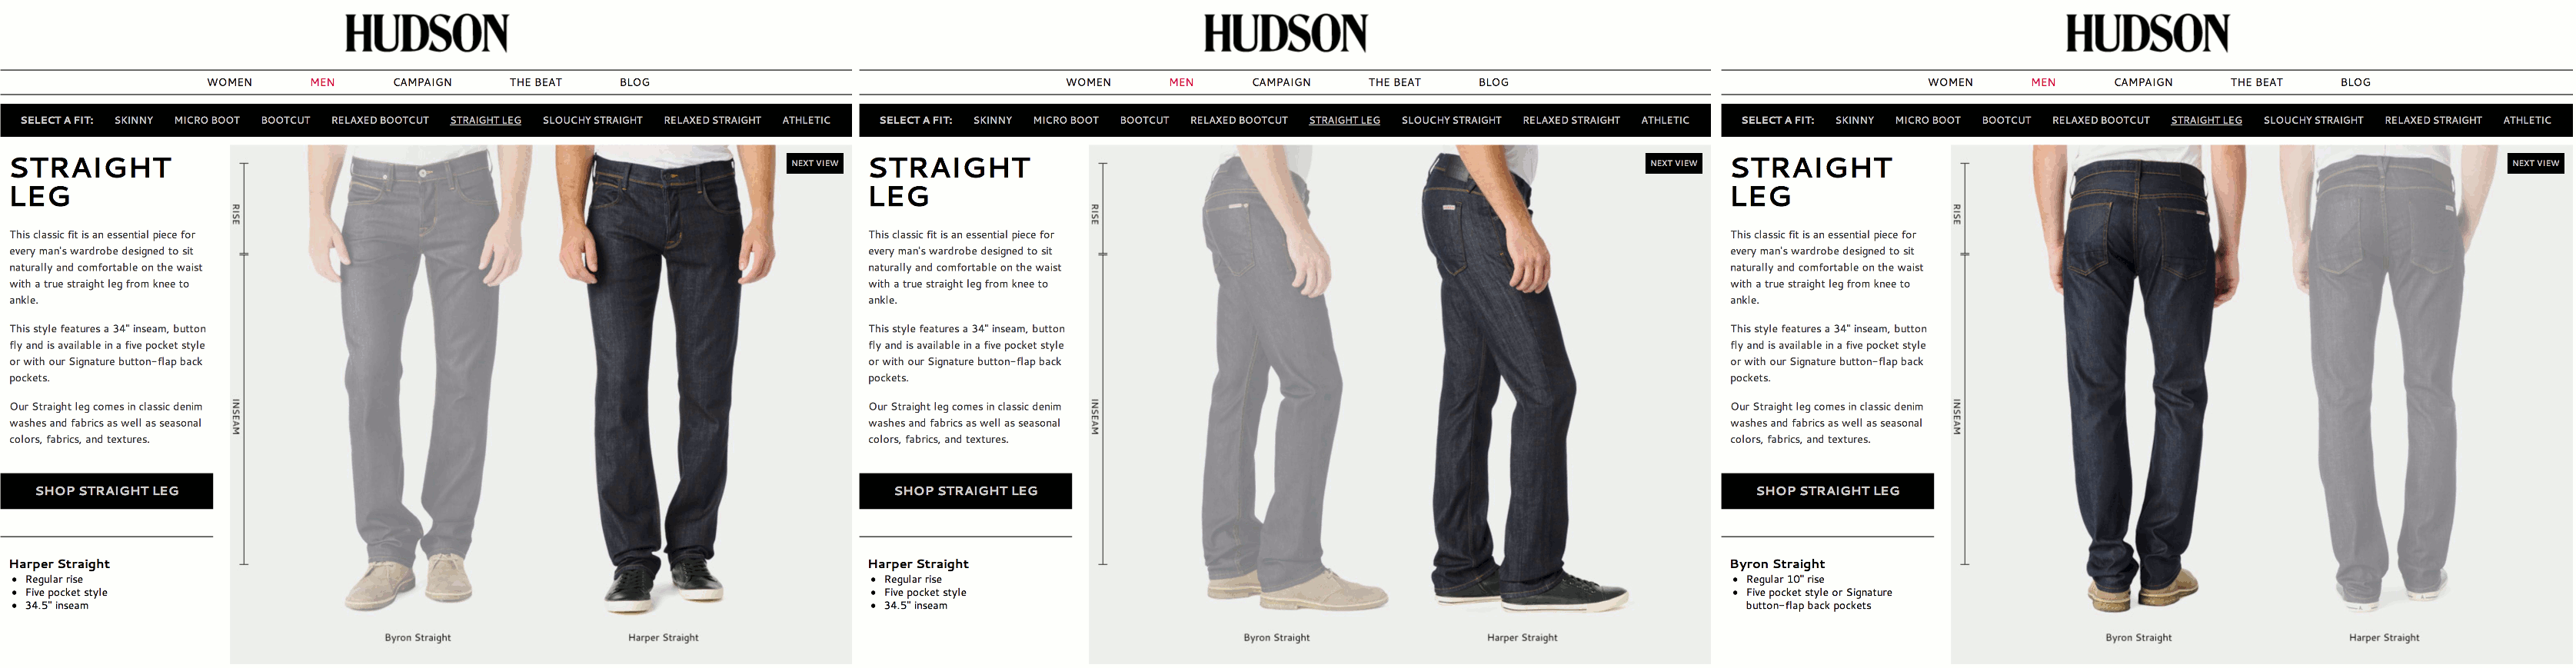 HUDSON
WOMEN MEN CAMPAIGN THE BEAT BLOG
SELECT A FIT: SKINNY MICRO BOOT BOOTCUT RELAXED BOOTCUT STRAIGHT LEG SLOUCHY STRAIGHT RELAXED STRAIGHT ATHLETIC
STRAIGHT
LEG
This classic fit is an essential piece for
every man's wardrobe designed to sit
naturally and comfortable on the waist
with a true straight leg from knee to
ankle.
This style features a 34" inseam, button
fly and is available in a five pocket style
or with our Signature button-flap back
pockets.
Our Straight leg comes in classic denim
washes and fabrics as well as seasonal
colors, fabrics, and textures.
SHOP STRAIGHT LEG
Harper Straight
• Regular rise
• Five pocket style
• 34.5" inseam
RISE
INSEAM
NEXT VIEW
Byron Straight Harper Straight
HUDSON
WOMEN MEN CAMPAIGN THE BEAT BLOG
SELECT A FIT: SKINNY MICRO BOOT BOOTCUT RELAXED BOOTCUT STRAIGHT LEG SLOUCHY STRAIGHT RELAXED STRAIGHT ATHLETIC
STRAIGHT
LEG
This classic fit is an essential piece for
every man's wardrobe designed to sit
naturally and comfortable on the waist
with a true straight leg from knee to
ankle.
This style features a 34" inseam, button
fly and is available in a five pocket style
or with our Signature button-flap back
pockets.
Our Straight leg comes in classic denim
washes and fabrics as well as seasonal
colors, fabrics, and textures.
SHOP STRAIGHT LEG
Harper Straight
• Regular rise
• Five pocket style
• 34.5" inseam
RISE
INSEAM
NEXT VIEW
Byron Straight Harper Straight
HUDSON
WOMEN MEN CAMPAIGN THE BEAT BLOG
SELECT A FIT: SKINNY MICRO BOOT BOOTCUT RELAXED BOOTCUT STRAIGHT LEG SLOUCHY STRAIGHT RELAXED STRAIGHT ATHLETIC
STRAIGHT
LEG
This classic fit is an essential piece for
every man's wardrobe designed to sit
naturally and comfortable on the waist
with a true straight leg from knee to
ankle.
This style features a 34" inseam, button
fly and is available in a five pocket style
or with our Signature button-flap back
pockets.
Our Straight leg comes in classic denim
washes and fabrics as well as seasonal
colors, fabrics, and textures.
SHOP STRAIGHT LEG
Byron Straight
• Regular 10" rise
• Five pocket style or Signature
button-flap back pockets
RISE
INSEAM
NEXT VIEW
Byron Straight Harper Straight